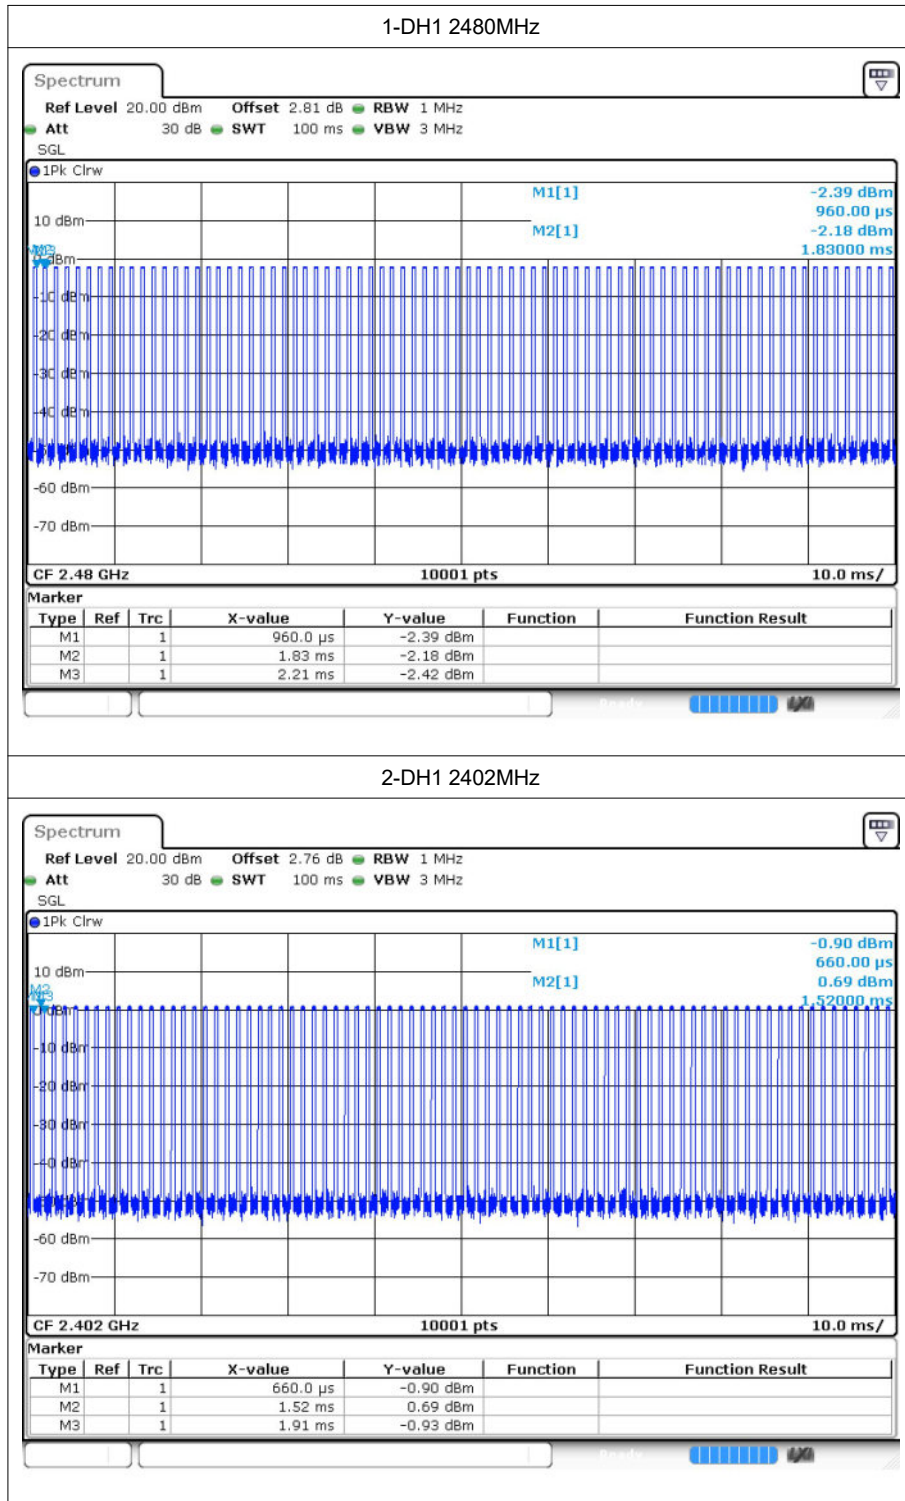 1-DH1 2480MHz
Spectrum
Ref Level 20.00 dBm Offset 2.81 dB RBW 1 MHz
Att 30 dB SWT 100 ms VBW 3 MHz
SGL
1Pk Clrw
M1[1] -2.39 dBm
960.00 µs
10 dBm
M2[1] -2.18 dBm
1.83000 ms
0 dBm
-10 dBm
-20 dBm
-30 dBm
-40 dBm
-60 dBm
-70 dBm
CF 2.48 GHz 10001 pts 10.0 ms/
Marker
Type Ref Trc X-value Y-value Function Function Result
M1 1 960.0 µs -2.39 dBm
M2 1 1.83 ms -2.18 dBm
M3 1 2.21 ms -2.42 dBm
2-DH1 2402MHz
Spectrum
Ref Level 20.00 dBm Offset 2.76 dB RBW 1 MHz
Att 30 dB SWT 100 ms VBW 3 MHz
SGL
1Pk Clrw
M1[1] -0.90 dBm
660.00 µs
10 dBm
M2[1] 0.69 dBm
M2
1.52000 ms
0 dBm
-10 dBm
-20 dBm
-30 dBm
-40 dBm
-60 dBm
-70 dBm
CF 2.402 GHz 10001 pts 10.0 ms/
Marker
Type Ref Trc X-value Y-value Function Function Result
M1 1 660.0 µs -0.90 dBm
M2 1 1.52 ms 0.69 dBm
M3 1 1.91 ms -0.93 dBm